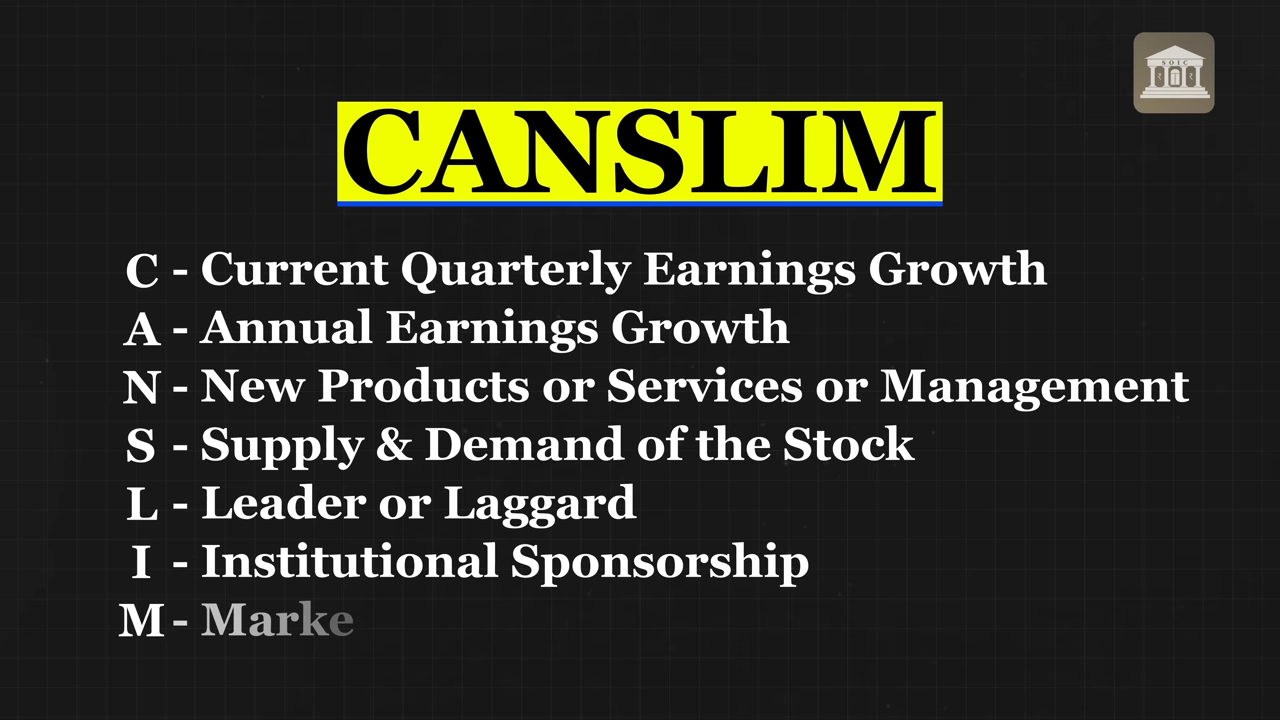 SOIC
CANSLIM
C - Current Quarterly Earnings Growth
A - Annual Earnings Growth
N - New Products or Services or Management
S - Supply & Demand of the Stock
L - Leader or Laggard
I - Institutional Sponsorship
M - Marke